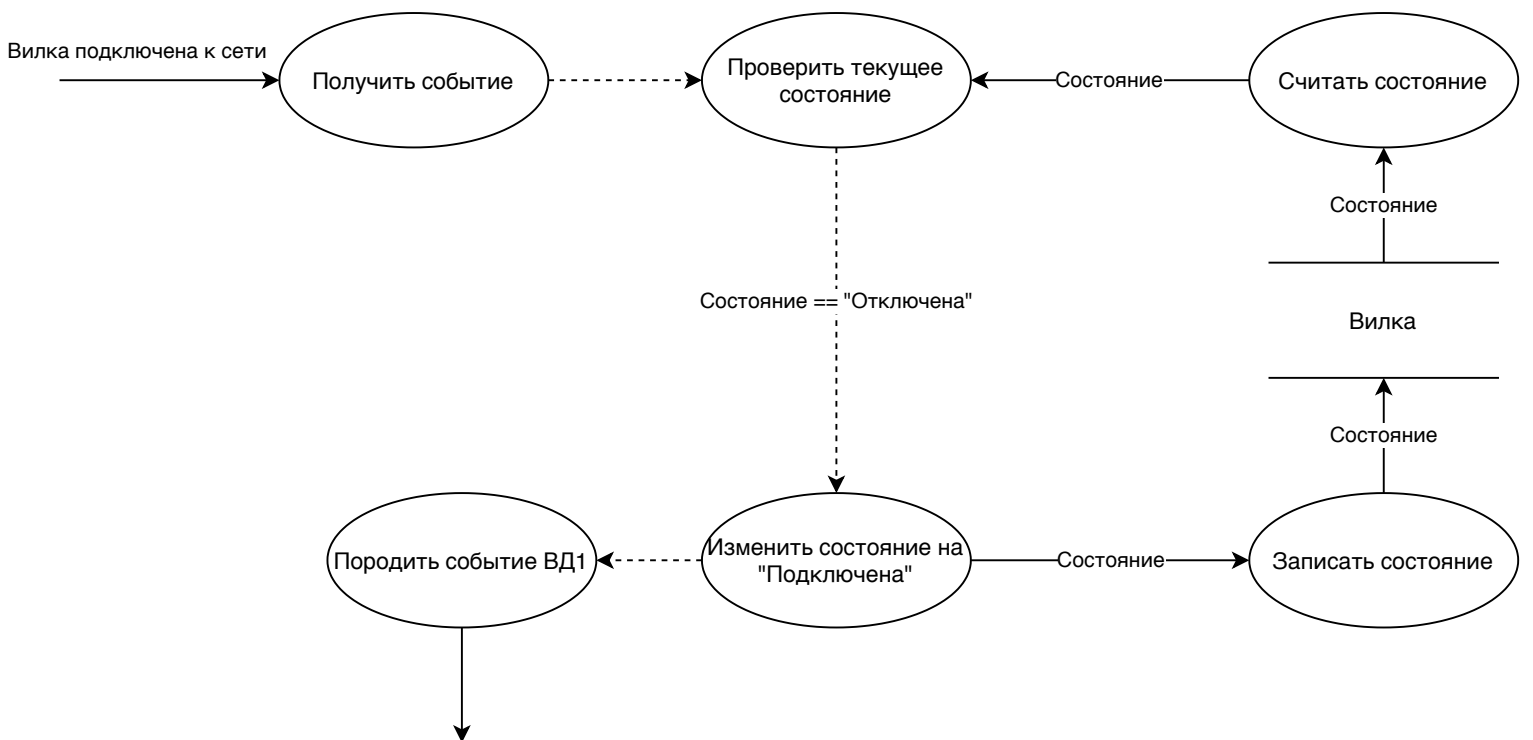 Вилка подключена к сети
Получить событие
Проверить текущее
состояние
Состояние
Считать состояние
Состояние
Состояние == "Отключена"
Вилка
Состояние
Породить событие ВД1
Изменить состояние на
"Подключена"
Состояние
Записать состояние